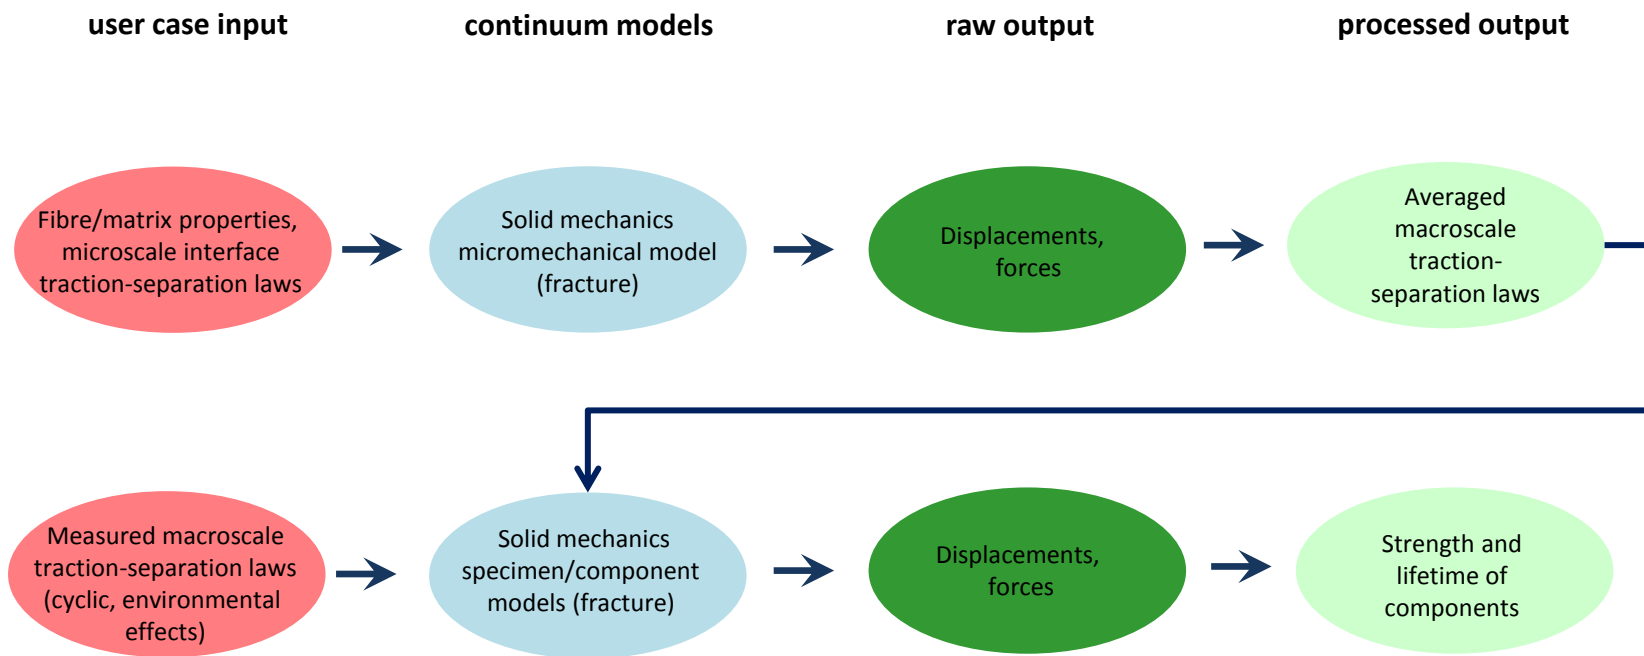 user case input
continuum models
raw output
processed output
Fibre/matrix properties,
microscale interface
traction-separation laws
Solid mechanics
micromechanical model
(fracture)
Displacements,
forces
Averaged
macroscale
traction-
separation laws
Measured macroscale
traction-separation laws
(cyclic, environmental
effects)
Solid mechanics
specimen/component
models (fracture)
Displacements,
forces
Strength and
lifetime of
components